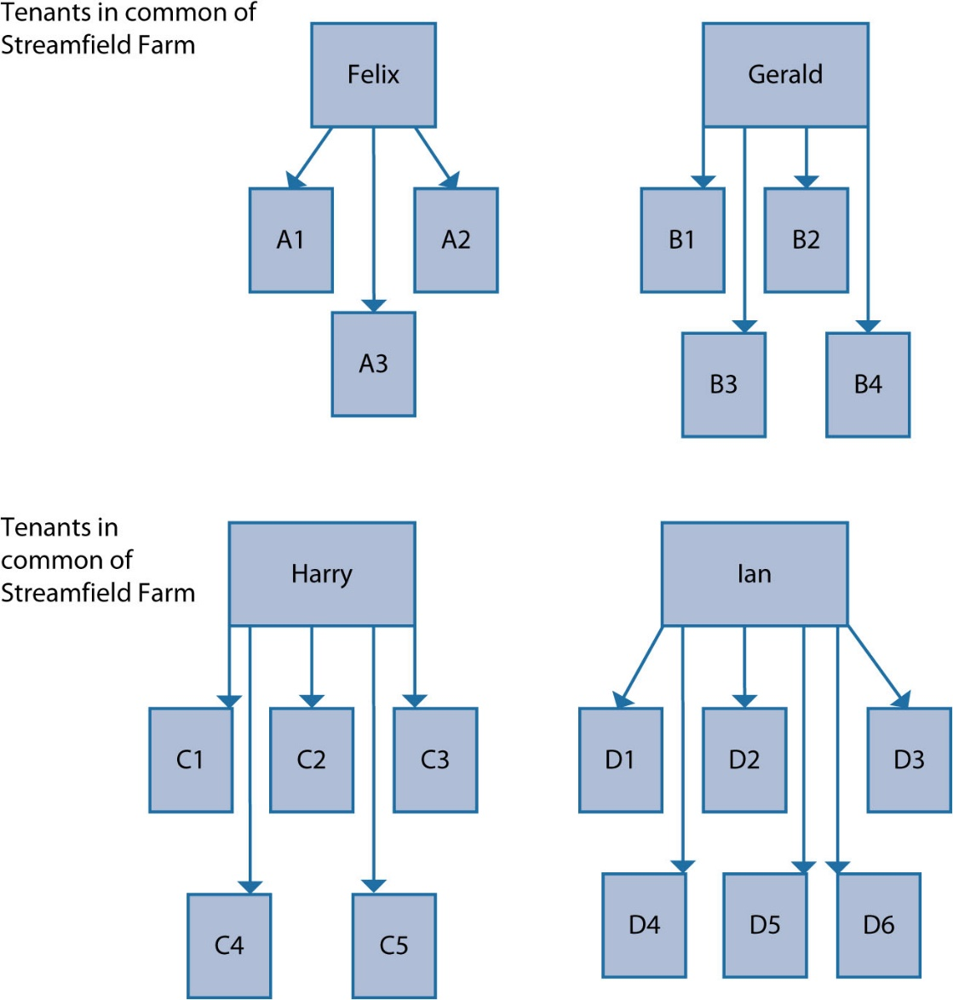 Tenants in common of
Streamfield Farm
Felix
Gerald
A1
A2
B1
B2
A3
B3
B4
Tenants in
common of
Streamfield Farm
Harry
Ian
C1
C2
C3
D1
D2
D3
C4
C5
D4
D5
D6